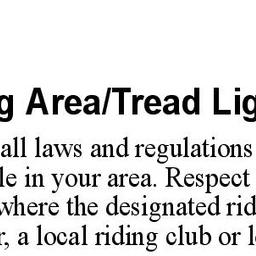 g Area/Tread Lig
all laws and regulations
le in your area. Respect
where the designated rid
r, a local riding club or l